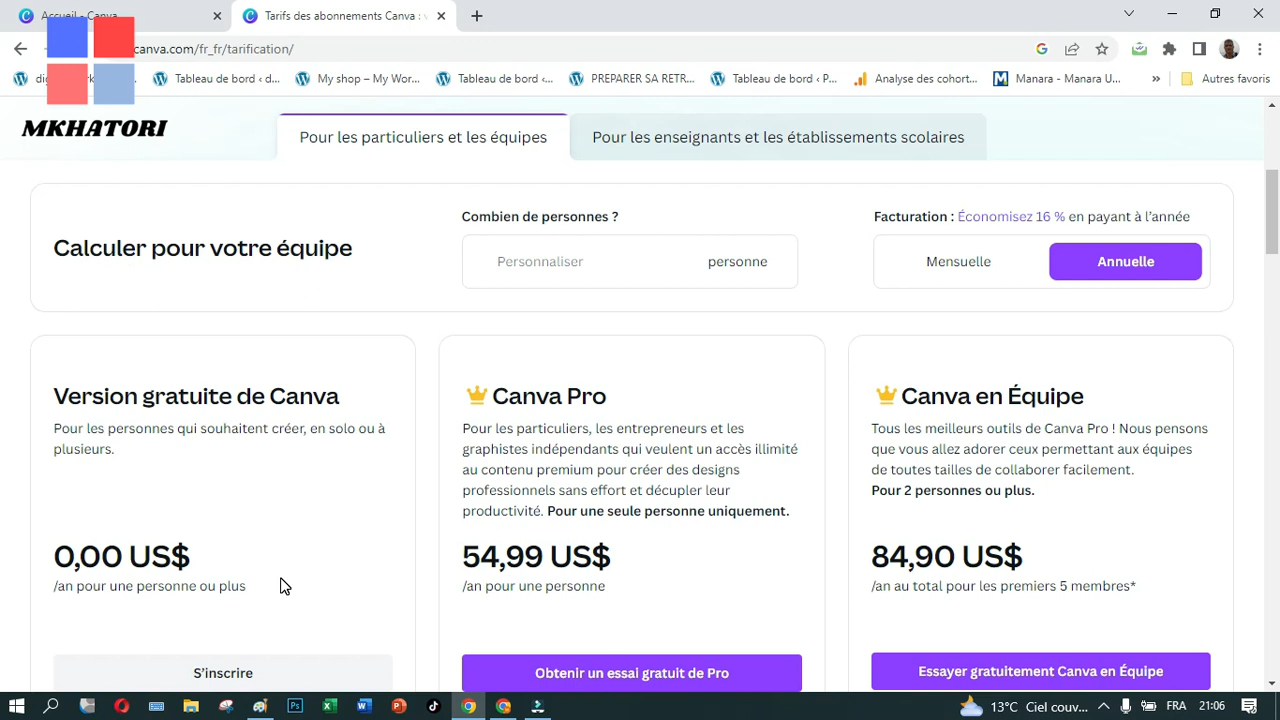 Accueil - Canva
Tarifs des abonnements Canva : v
canva.com/fr_fr/tarification/
Tableau de bord ‹ d...
My shop – My Wor...
Tableau de bord ‹...
PREPARER SA RETR...
Tableau de bord ‹ P...
Analyse des cohort...
Manara - Manara U...
»
Autres favoris
MKHATORI
Pour les particuliers et les équipes
Pour les enseignants et les établissements scolaires
Calculer pour votre équipe
Combien de personnes ?
Personnaliser
personne
Facturation : Économisez 16 % en payant à l'année
Mensuelle
Annuelle
Version gratuite de Canva
Pour les personnes qui souhaitent créer, en solo ou à
plusieurs.
0,00 US$
/an pour une personne ou plus
S'inscrire
Canva Pro
Pour les particuliers, les entrepreneurs et les
graphistes indépendants qui veulent un accès illimité
au contenu premium pour créer des designs
professionnels sans effort et décupler leur
productivité. Pour une seule personne uniquement.
54,99 US$
/an pour une personne
Obtenir un essai gratuit de Pro
Canva en Équipe
Tous les meilleurs outils de Canva Pro ! Nous pensons
que vous allez adorer ceux permettant aux équipes
de toutes tailles de collaborer facilement.
Pour 2 personnes ou plus.
84,90 US$
/an au total pour les premiers 5 membres*
Essayer gratuitement Canva en Équipe
13°C Ciel couv...
FRA
21:06